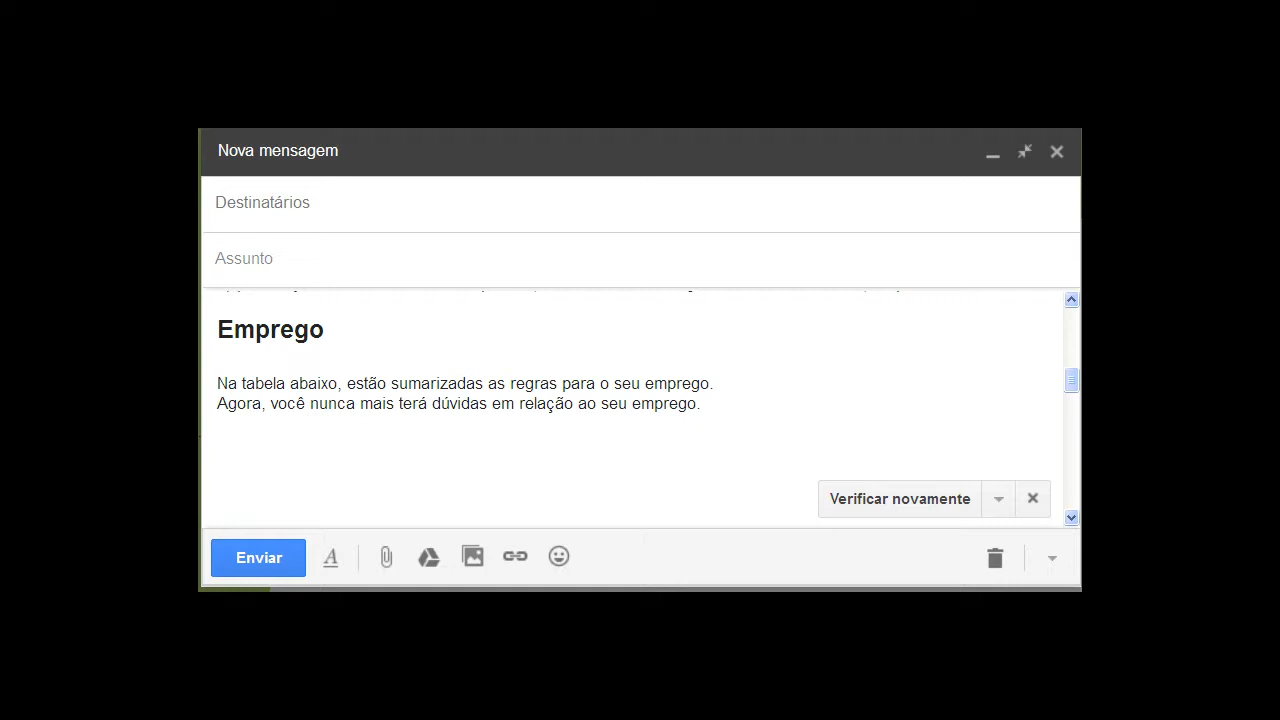 Nova mensagem
Destinatários
Assunto
Emprego
Na tabela abaixo, estão sumarizadas as regras para o seu emprego.
Agora, você nunca mais terá dúvidas em relação ao seu emprego.
Verificar novamente
Enviar
A